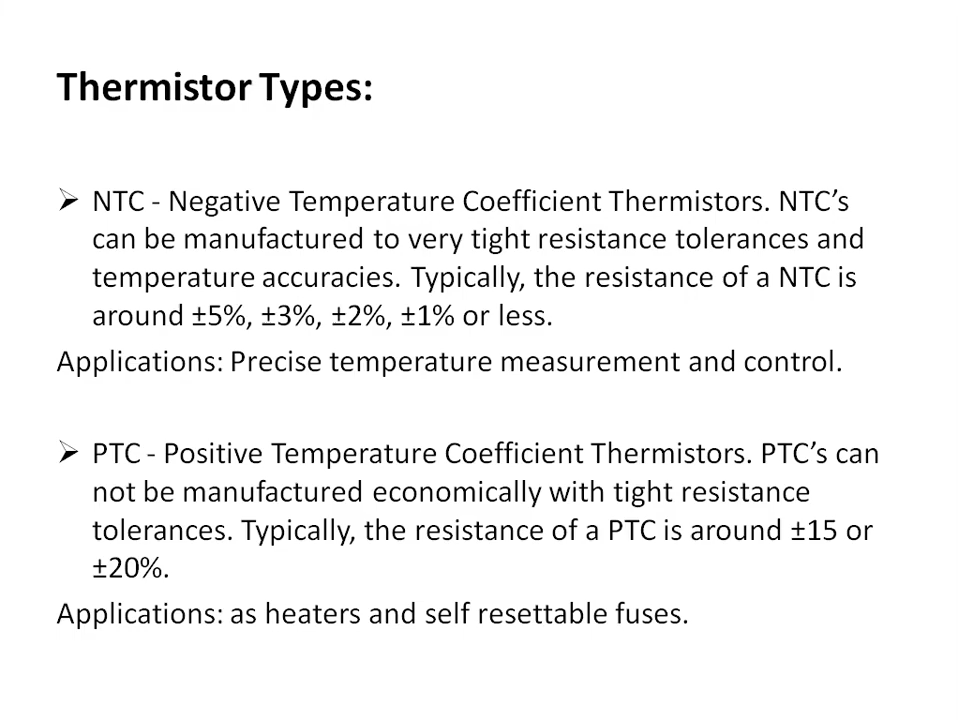 Thermistor Types:
➢ NTC - Negative Temperature Coefficient Thermistors. NTC’s
can be manufactured to very tight resistance tolerances and
temperature accuracies. Typically, the resistance of a NTC is
around ±5%, ±3%, ±2%, ±1% or less.
Applications: Precise temperature measurement and control.
➢ PTC - Positive Temperature Coefficient Thermistors. PTC’s can
not be manufactured economically with tight resistance
tolerances. Typically, the resistance of a PTC is around ±15 or
±20%.
Applications: as heaters and self resettable fuses.